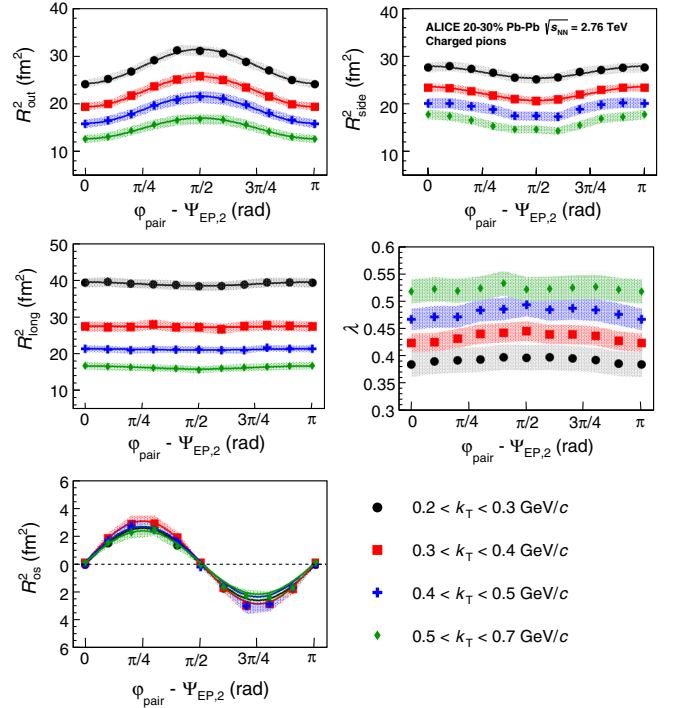 40
30
20
10
R²out (fm²)
0 π/4 π/2 3π/4 π
φpair - ΨEP,2 (rad)
ALICE 20-30% Pb-Pb √sNN = 2.76 TeV
Charged pions
40
30
20
10
R²side (fm²)
0 π/4 π/2 3π/4 π
φpair - ΨEP,2 (rad)
50
40
30
20
10
R²long (fm²)
0 π/4 π/2 3π/4 π
φpair - ΨEP,2 (rad)
0.6
0.55
0.5
0.45
0.4
0.35
0.3
λ
0 π/4 π/2 3π/4 π
φpair - ΨEP,2 (rad)
6
4
2
0
2
4
6
R²os (fm²)
0 π/4 π/2 3π/4 π
φpair - ΨEP,2 (rad)
0.2 < kT < 0.3 GeV/c
0.3 < kT < 0.4 GeV/c
0.4 < kT < 0.5 GeV/c
0.5 < kT < 0.7 GeV/c